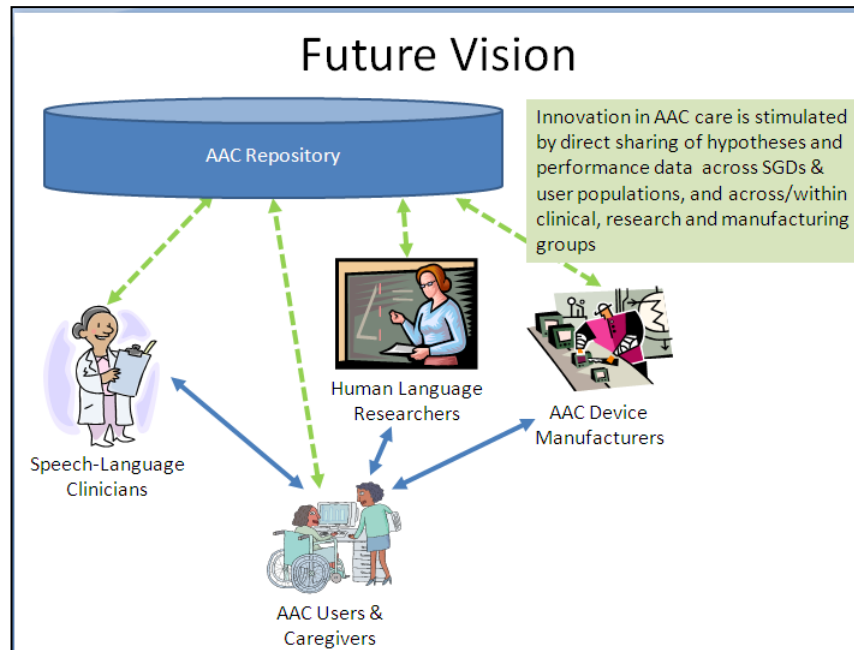 Future Vision
AAC Repository
Innovation in AAC care is stimulated
by direct sharing of hypotheses and
performance data across SGDs &
user populations, and across/within
clinical, research and manufacturing
groups
Human Language
Researchers
AAC Device
Manufacturers
Speech-Language
Clinicians
AAC Users &
Caregivers